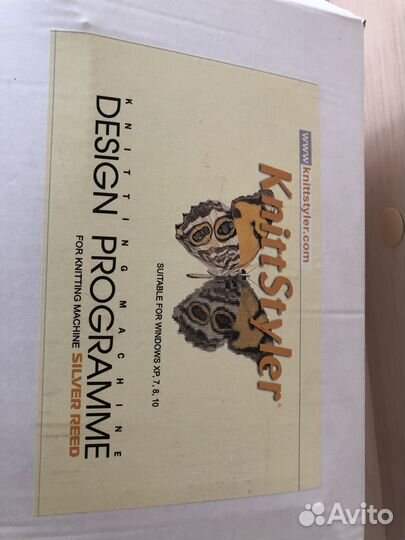 www.knittstyler.com
KnittStyler®
SUITABLE FOR WINDOWS XP, 7, 8, 10
KNITTING MACHINE
DESIGN PROGRAMME
FOR KNITTING MACHINE SILVER REED
Avito